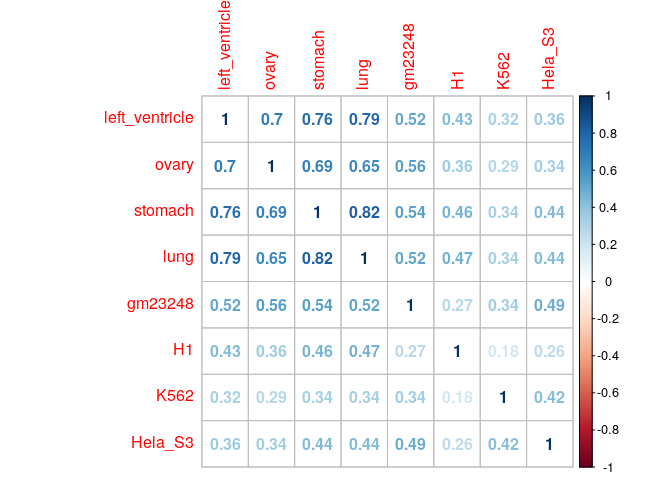 left_ventricle ovary stomach lung gm23248 H1 K562 Hela_S3
left_ventricle 1 0.7 0.76 0.79 0.52 0.43 0.32 0.36
ovary 0.7 1 0.69 0.65 0.56 0.36 0.29 0.34
stomach 0.76 0.69 1 0.82 0.54 0.46 0.34 0.44
lung 0.79 0.65 0.82 1 0.52 0.47 0.34 0.44
gm23248 0.52 0.56 0.54 0.52 1 0.27 0.34 0.49
H1 0.43 0.36 0.46 0.47 0.27 1 0.18 0.26
K562 0.32 0.29 0.34 0.34 0.34 0.18 1 0.42
Hela_S3 0.36 0.34 0.44 0.44 0.49 0.26 0.42 1
1
0.8
0.6
0.4
0.2
0
-0.2
-0.4
-0.6
-0.8
-1